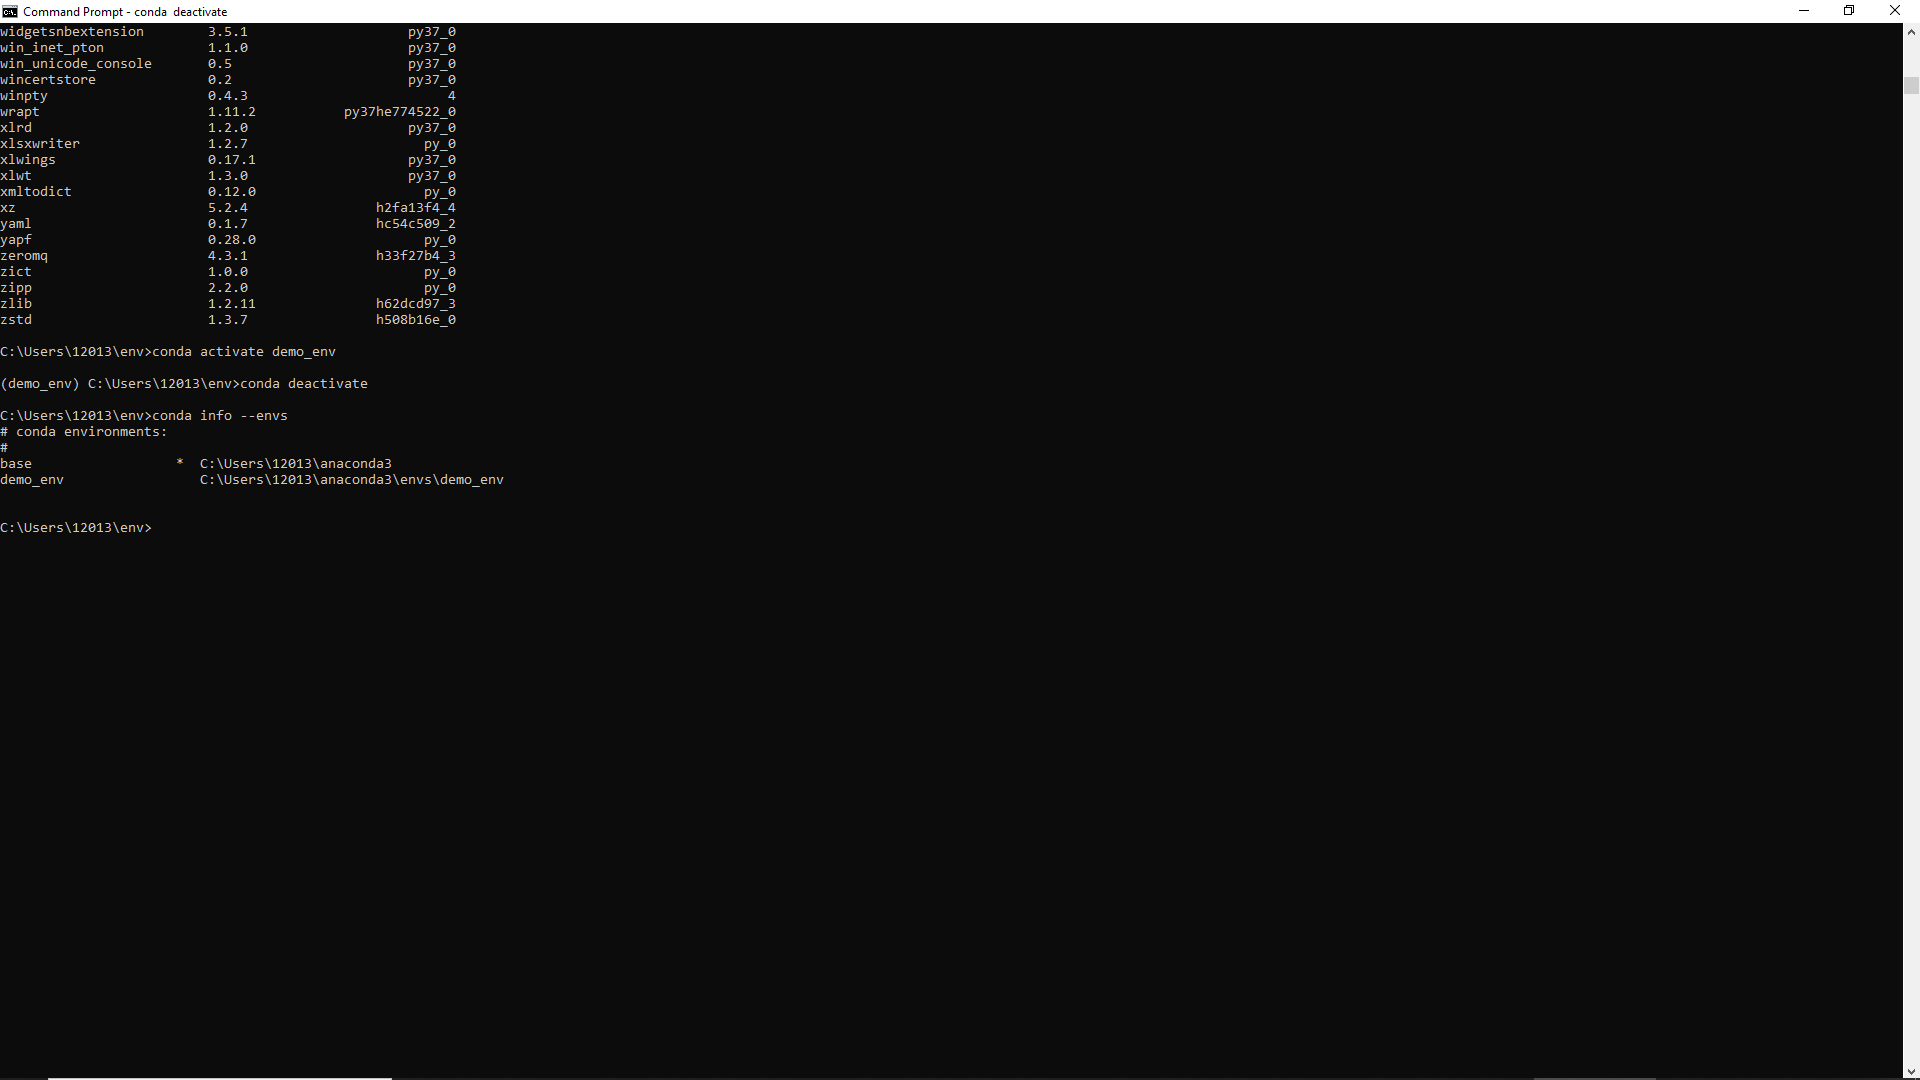 Command Prompt - conda  deactivate
widgetsnbextension        3.5.1                    py37_0
win_inet_pton             1.1.0                    py37_0
win_unicode_console       0.5                      py37_0
wincertstore              0.2                      py37_0
winpty                    0.4.3                         4
wrapt                     1.11.2           py37he774522_0
xlrd                      1.2.0                    py37_0
xlsxwriter                1.2.7                      py_0
xlwings                   0.17.1                   py37_0
xlwt                      1.3.0                    py37_0
xmltodict                 0.12.0                     py_0
xz                        5.2.4                h2fa13f4_4
yaml                      0.1.7                hc54c509_2
yapf                      0.28.0                     py_0
zeromq                    4.3.1                h33f27b4_3
zict                      1.0.0                      py_0
zipp                      2.2.0                      py_0
zlib                      1.2.11               h62dcd97_3
zstd                      1.3.7                h508b16e_0
C:\Users\12013\env>conda activate demo_env
(demo_env) C:\Users\12013\env>conda deactivate
C:\Users\12013\env>conda info --envs
# conda environments:
#
base                  *  C:\Users\12013\anaconda3
demo_env                 C:\Users\12013\anaconda3\envs\demo_env
C:\Users\12013\env>